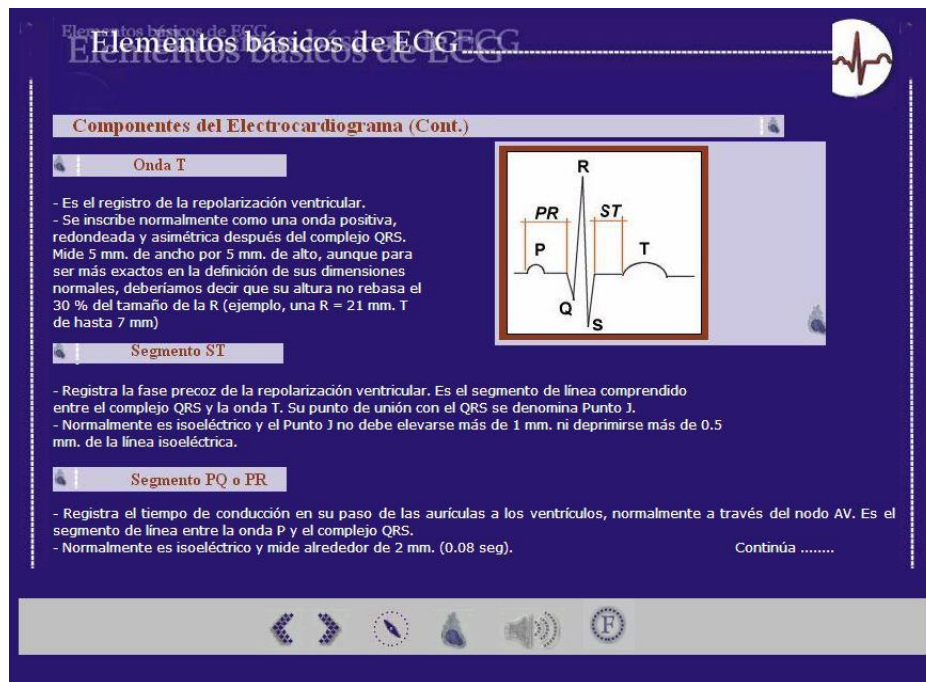 Elementos básicos de ECG
Componentes del Electrocardiograma (Cont.)
Onda T
- Es el registro de la repolarización ventricular.
- Se inscribe normalmente como una onda positiva,
redondeada y asimétrica después del complejo QRS.
Mide 5 mm. de ancho por 5 mm. de alto, aunque para
ser más exactos en la definición de sus dimensiones
normales, deberíamos decir que su altura no rebasa el
30 % del tamaño de la R (ejemplo, una R = 21 mm. T
de hasta 7 mm)
R
PR ST
P T
Q
S
Segmento ST
- Registra la fase precoz de la repolarización ventricular. Es el segmento de línea comprendido
entre el complejo QRS y la onda T. Su punto de unión con el QRS se denomina Punto J.
- Normalmente es isoeléctrico y el Punto J no debe elevarse más de 1 mm. ni deprimirse más de 0.5
mm. de la línea isoeléctrica.
Segmento PQ o PR
- Registra el tiempo de conducción en su paso de las aurículas a los ventrículos, normalmente a través del nodo AV. Es el
segmento de línea entre la onda P y el complejo QRS.
- Normalmente es isoeléctrico y mide alrededor de 2 mm. (0.08 seg).
Continúa ........
F